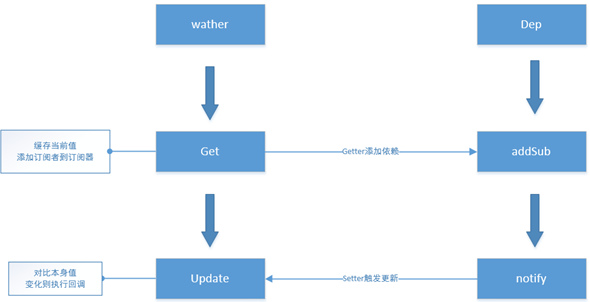 wather
Dep
缓存当前值
添加订阅者到订阅器
Get
Getter添加依赖
addSub
对比本身值
变化则执行回调
Update
Setter触发更新
notify